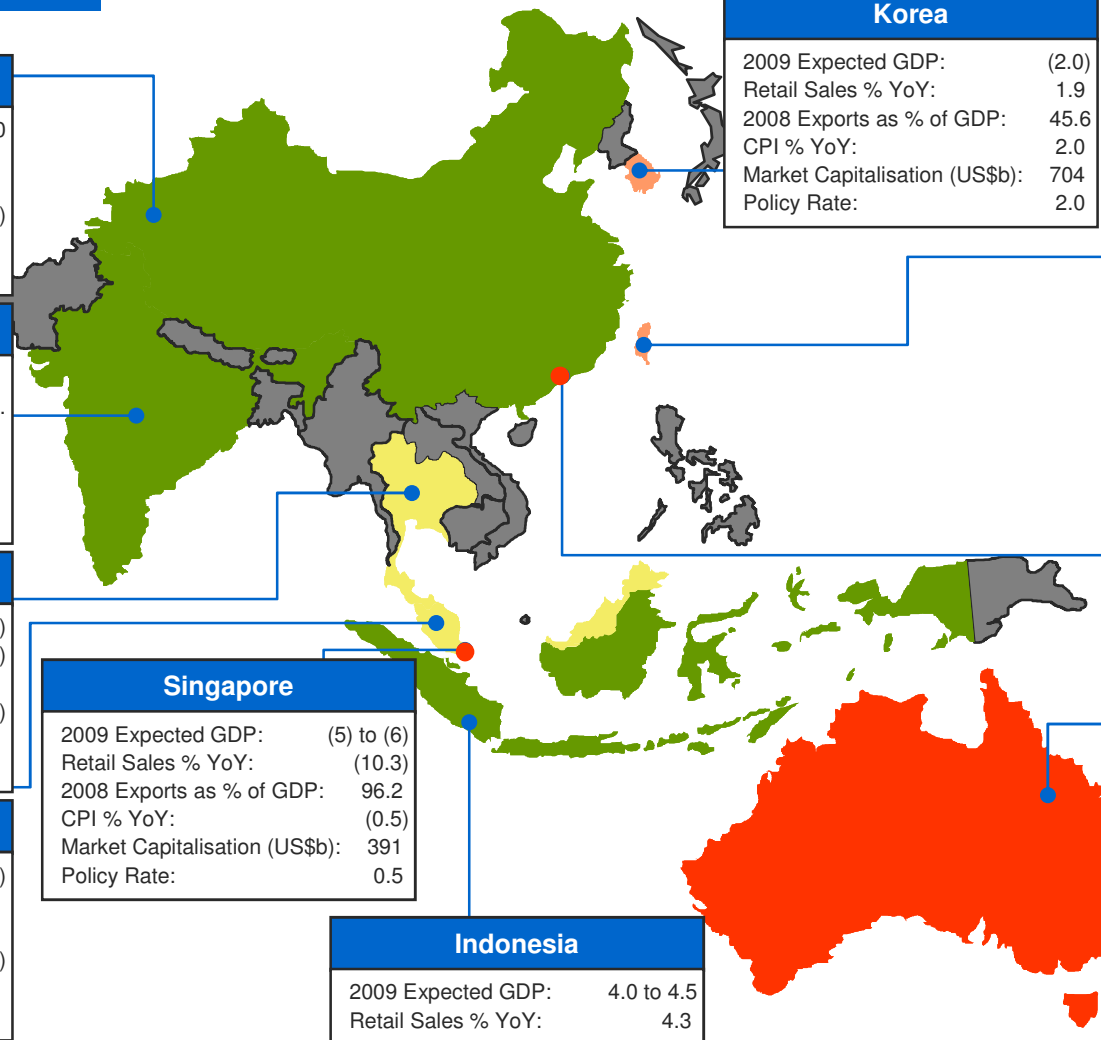 Korea
2009 Expected GDP: (2.0)
Retail Sales % YoY: 1.9
2008 Exports as % of GDP: 45.6
CPI % YoY: 2.0
Market Capitalisation (US$b): 704
Policy Rate: 2.0
Singapore
2009 Expected GDP: (5) to (6)
Retail Sales % YoY: (10.3)
2008 Exports as % of GDP: 96.2
CPI % YoY: (0.5)
Market Capitalisation (US$b): 391
Policy Rate: 0.5
Indonesia
2009 Expected GDP: 4.0 to 4.5
Retail Sales % YoY: 4.3